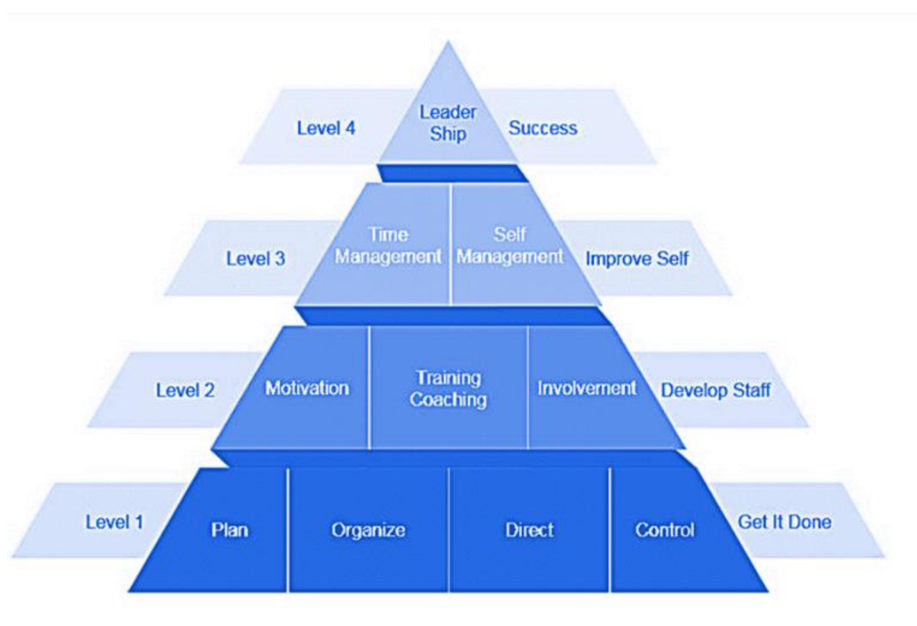 Level 4
Leader
Ship
Success
Level 3
Time
Management
Self
Management
Improve Self
Level 2
Motivation
Training
Coaching
Involvement
Develop Staff
Level 1
Plan
Organize
Direct
Control
Get It Done